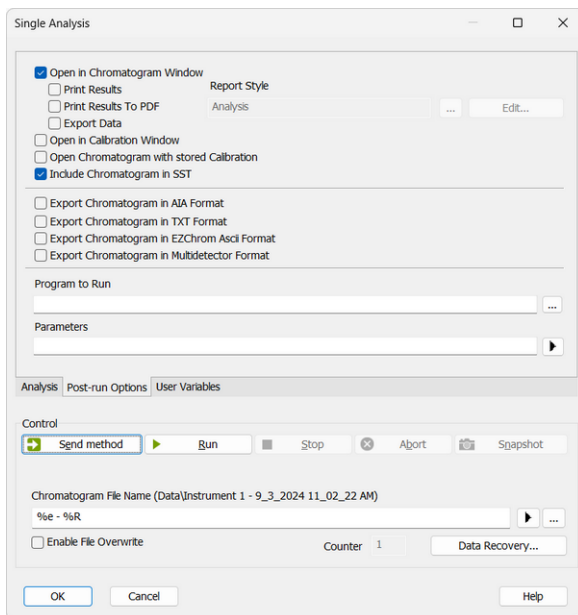 Single Analysis
Open in Chromatogram Window
Print Results
Report Style
Print Results To PDF
Analysis
...
Edit...
Export Data
Open in Calibration Window
Open Chromatogram with stored Calibration
Include Chromatogram in SST
Export Chromatogram in AIA Format
Export Chromatogram in TXT Format
Export Chromatogram in EZChrom Ascii Format
Export Chromatogram in Multidetector Format
Program to Run
...
Parameters
Analysis Post-run Options User Variables
Control
Send method Run Stop Abort Snapshot
Chromatogram File Name (Data\Instrument 1 - 9_3_2024 11_02_22 AM)
%e - %R
...
Enable File Overwrite
Counter 1
Data Recovery...
OK Cancel Help